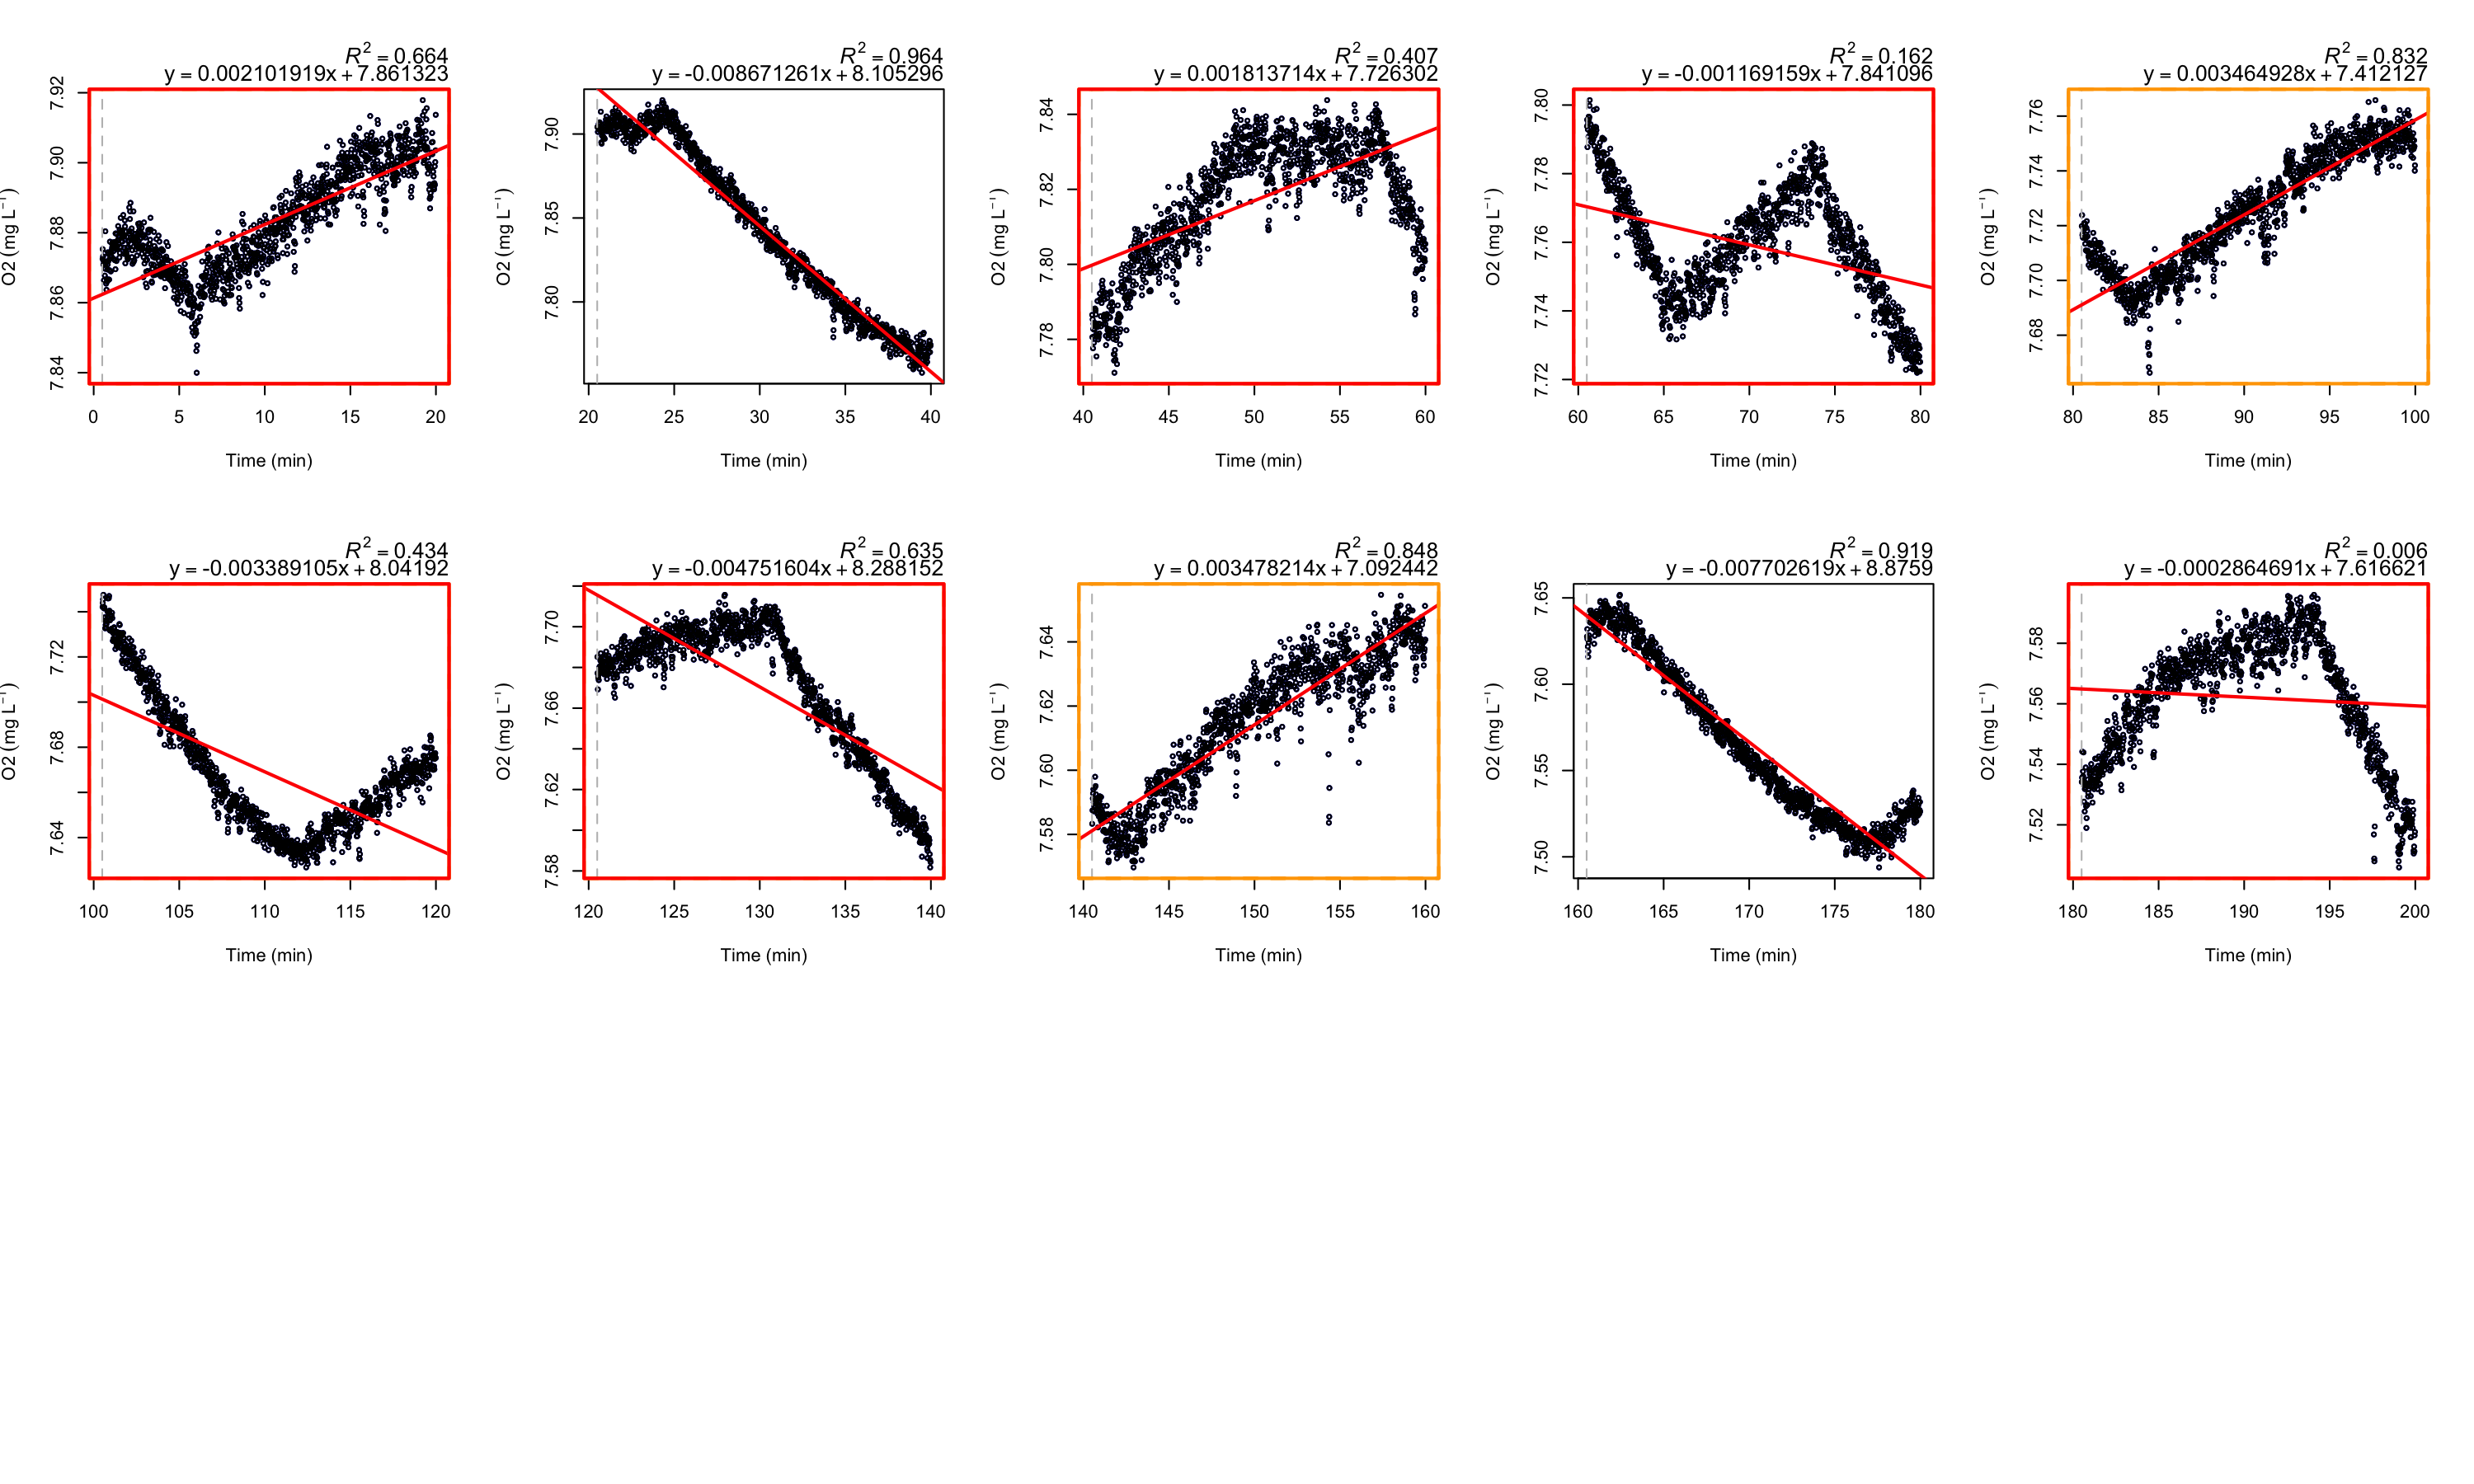 R² = 0.664
y = 0.002101919x + 7.861323
O2 (mg L⁻¹)
7.92
7.90
7.88
7.86
7.84
0 5 10 15 20
Time (min)
R² = 0.964
y = -0.008671261x + 8.105296
O2 (mg L⁻¹)
7.90
7.85
7.80
20 25 30 35 40
Time (min)
R² = 0.407
y = 0.001813714x + 7.726302
O2 (mg L⁻¹)
7.84
7.82
7.80
7.78
40 45 50 55 60
Time (min)
R² = 0.162
y = -0.001169159x + 7.841096
O2 (mg L⁻¹)
7.80
7.78
7.76
7.74
7.72
60 65 70 75 80
Time (min)
R² = 0.832
y = 0.003464928x + 7.412127
O2 (mg L⁻¹)
7.76
7.74
7.72
7.70
7.68
80 85 90 95 100
Time (min)
R² = 0.434
y = -0.003389105x + 8.04192
O2 (mg L⁻¹)
7.72
7.68
7.64
100 105 110 115 120
Time (min)
R² = 0.635
y = -0.004751604x + 8.288152
O2 (mg L⁻¹)
7.70
7.66
7.62
7.58
120 125 130 135 140
Time (min)
R² = 0.848
y = 0.003478214x + 7.092442
O2 (mg L⁻¹)
7.64
7.62
7.60
7.58
140 145 150 155 160
Time (min)
R² = 0.919
y = -0.007702619x + 8.8759
O2 (mg L⁻¹)
7.65
7.60
7.55
7.50
160 165 170 175 180
Time (min)
R² = 0.006
y = -0.0002864691x + 7.616621
O2 (mg L⁻¹)
7.58
7.56
7.54
7.52
180 185 190 195 200
Time (min)